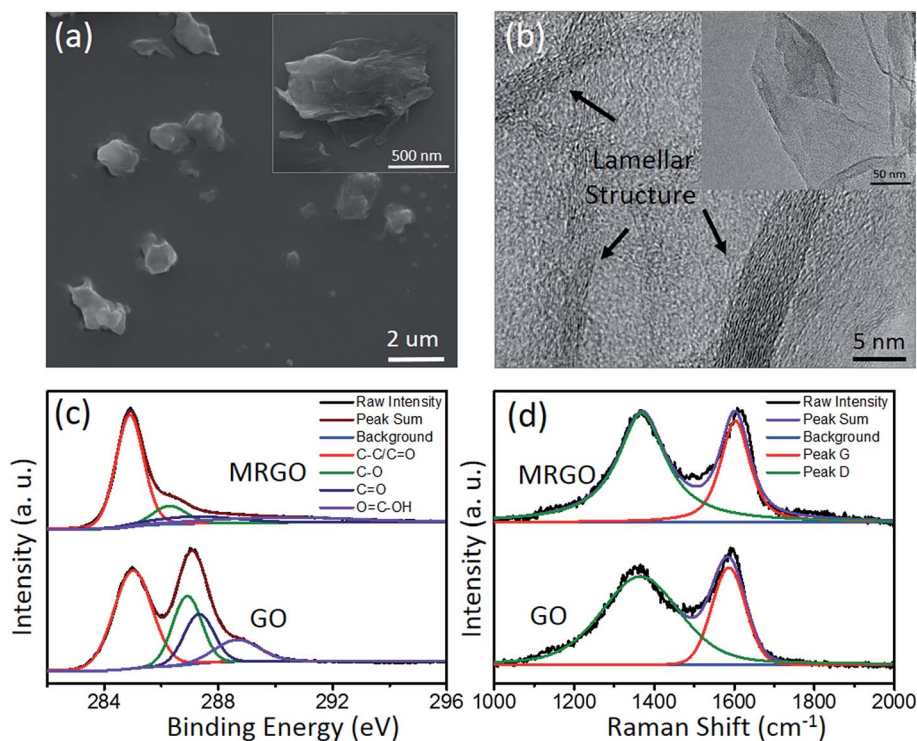 (a)
500 nm
2 um
(b)
50 nm
Lamellar
Structure
5 nm
(c)
Raw Intensity
Peak Sum
Background
C-C/C=O
C-O
C=O
O=C-OH
MRGO
GO
Intensity (a. u.)
284 288 292 296
Binding Energy (eV)
(d)
Raw Intensity
Peak Sum
Background
Peak G
Peak D
MRGO
GO
Intensity (a. u.)
1000 1200 1400 1600 1800 2000
Raman Shift (cm⁻¹)